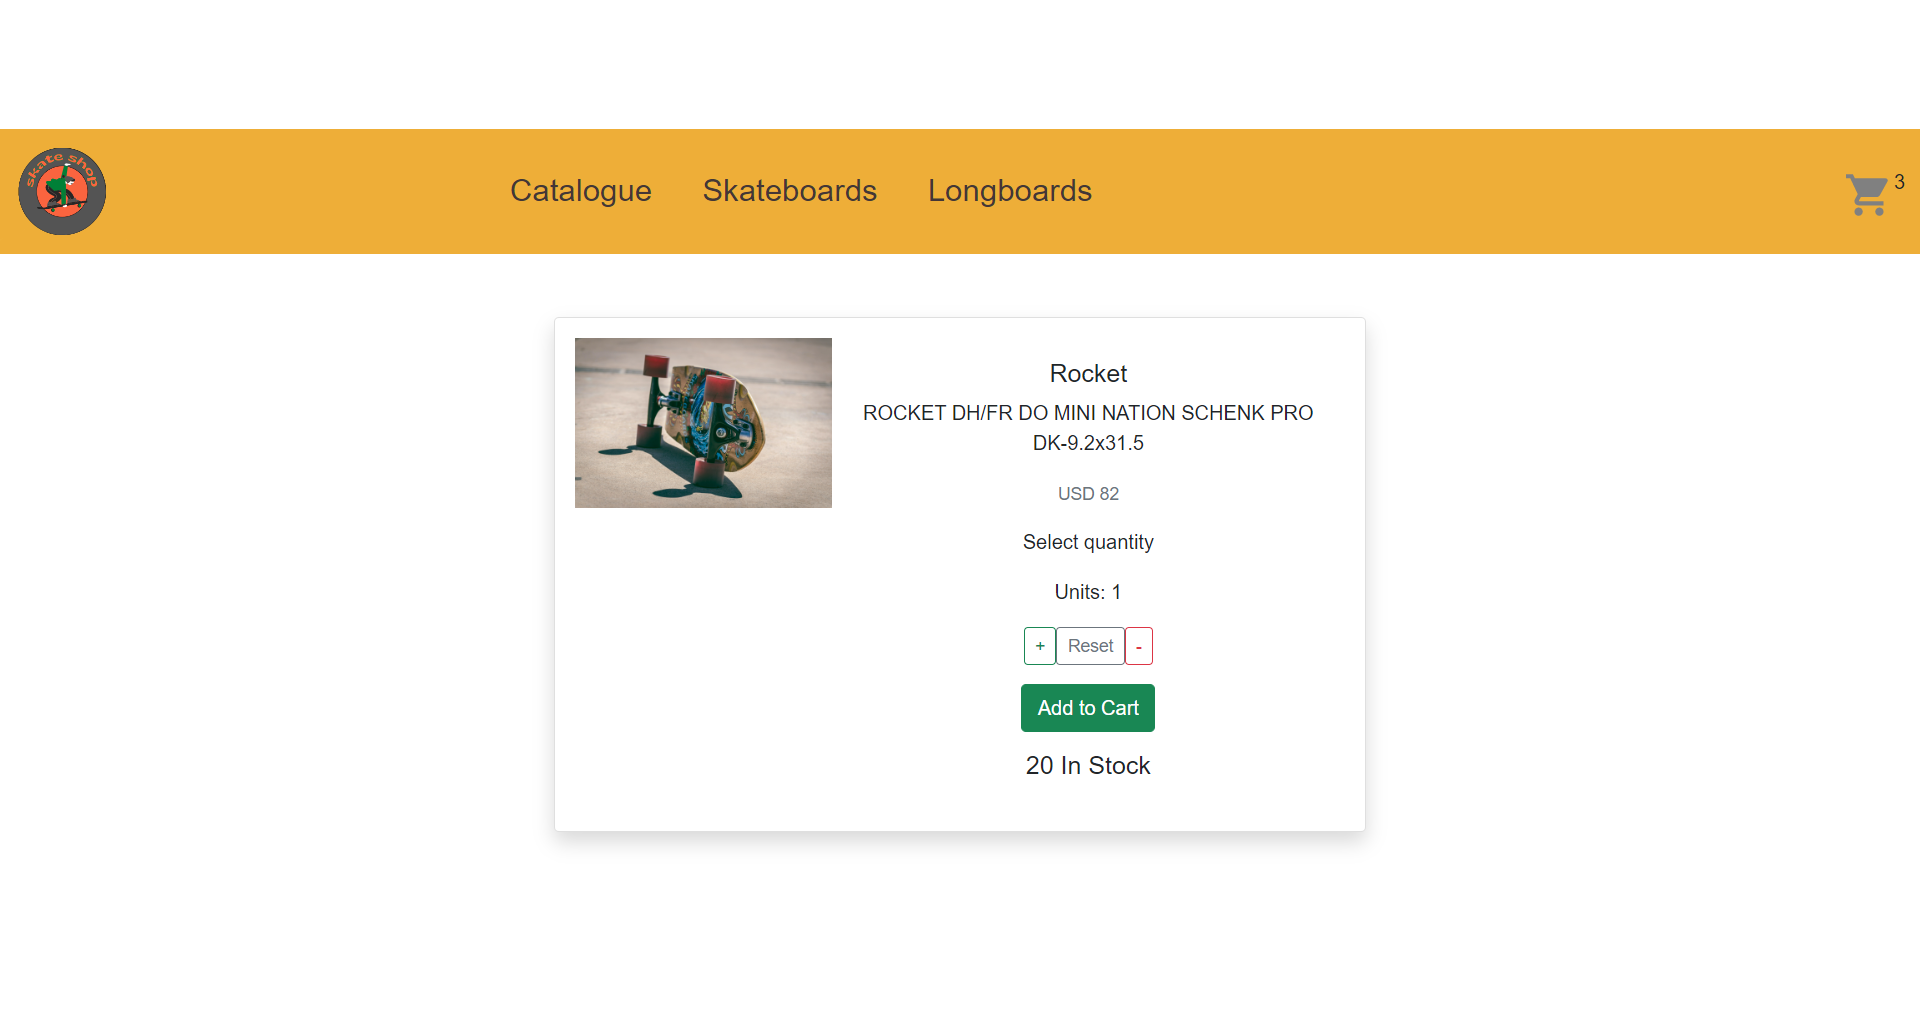 skate shop
Catalogue
Skateboards
Longboards
3
Rocket
ROCKET DH/FR DO MINI NATION SCHENK PRO
DK-9.2x31.5
USD 82
Select quantity
Units: 1
+ Reset -
Add to Cart
20 In Stock